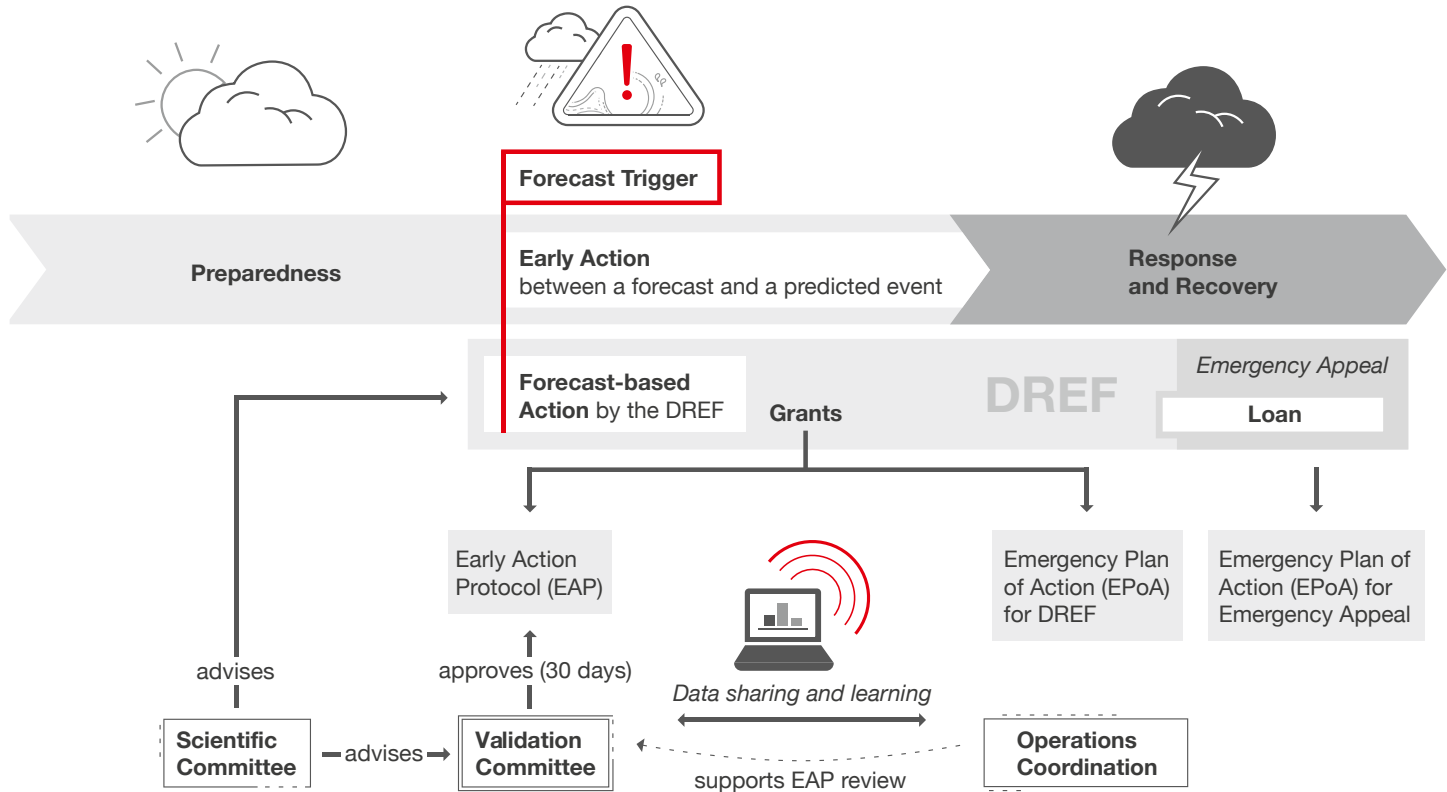 Forecast Trigger
Preparedness
Early Action
between a forecast and a predicted event
Response
and Recovery
Forecast-based
Action by the DREF
Grants
DREF
Emergency Appeal
Loan
Early Action
Protocol (EAP)
Emergency Plan
of Action (EPoA)
for DREF
Emergency Plan of
Action (EPoA) for
Emergency Appeal
advises
approves (30 days)
Data sharing and learning
Scientific
Committee
advises
Validation
Committee
supports EAP review
Operations
Coordination